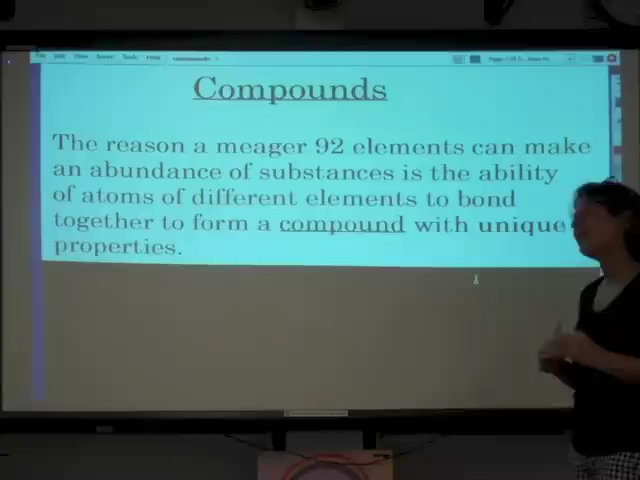 Compounds
The reason a meager 92 elements can make
an abundance of substances is the ability
of atoms of different elements to bond
together to form a compound with unique
properties.